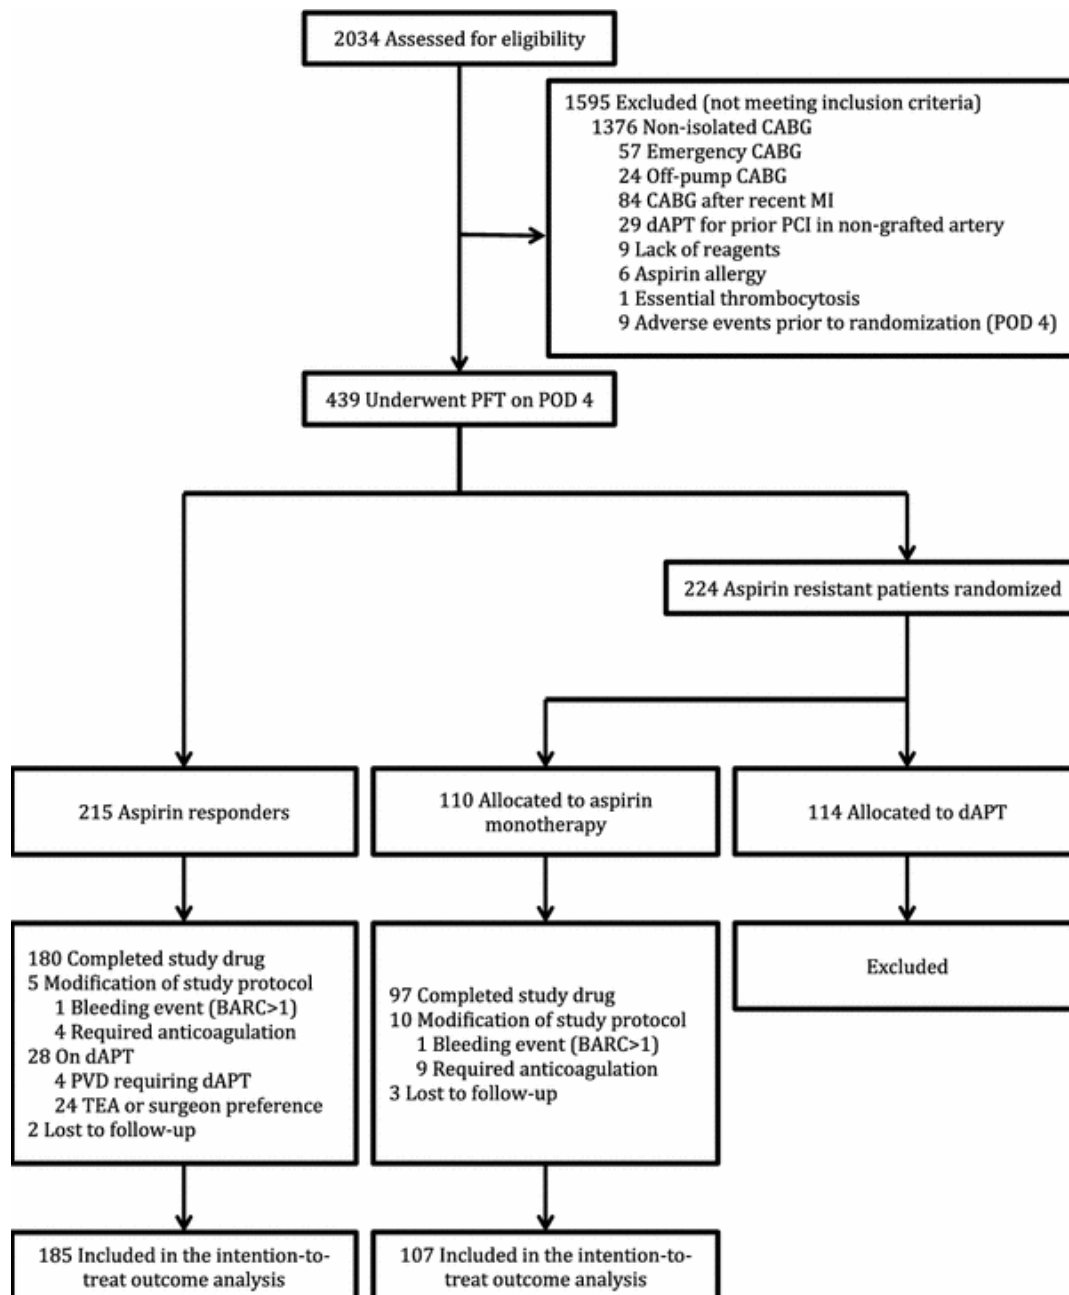 2034 Assessed for eligibility
1595 Excluded (not meeting inclusion criteria)
1376 Non-isolated CABG
57 Emergency CABG
24 Off-pump CABG
84 CABG after recent MI
29 dAPT for prior PCI in non-grafted artery
9 Lack of reagents
6 Aspirin allergy
1 Essential thrombocytosis
9 Adverse events prior to randomization (POD 4)
439 Underwent PFT on POD 4
224 Aspirin resistant patients randomized
215 Aspirin responders
110 Allocated to aspirin
monotherapy
114 Allocated to dAPT
180 Completed study drug
5 Modification of study protocol
1 Bleeding event (BARC>1)
4 Required anticoagulation
28 On dAPT
4 PVD requiring dAPT
24 TEA or surgeon preference
2 Lost to follow-up
97 Completed study drug
10 Modification of study protocol
1 Bleeding event (BARC>1)
9 Required anticoagulation
3 Lost to follow-up
Excluded
185 Included in the intention-to-
treat outcome analysis
107 Included in the intention-to-
treat outcome analysis